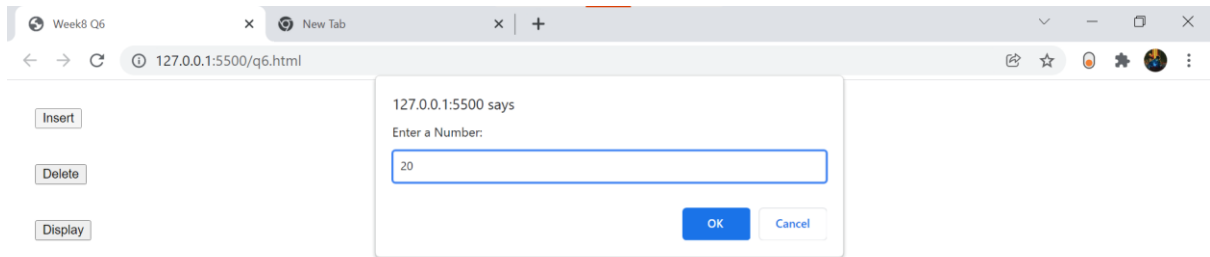 Week8 Q6
New Tab
127.0.0.1:5500/q6.html
127.0.0.1:5500 says
Enter a Number:
20
OK Cancel
Insert
Delete
Display